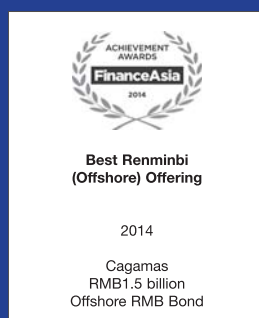 ACHIEVEMENT
AWARDS
FinanceAsia
2014
Best Renminbi
(Offshore) Offering
2014
Cagamas
RMB1.5 billion
Offshore RMB Bond